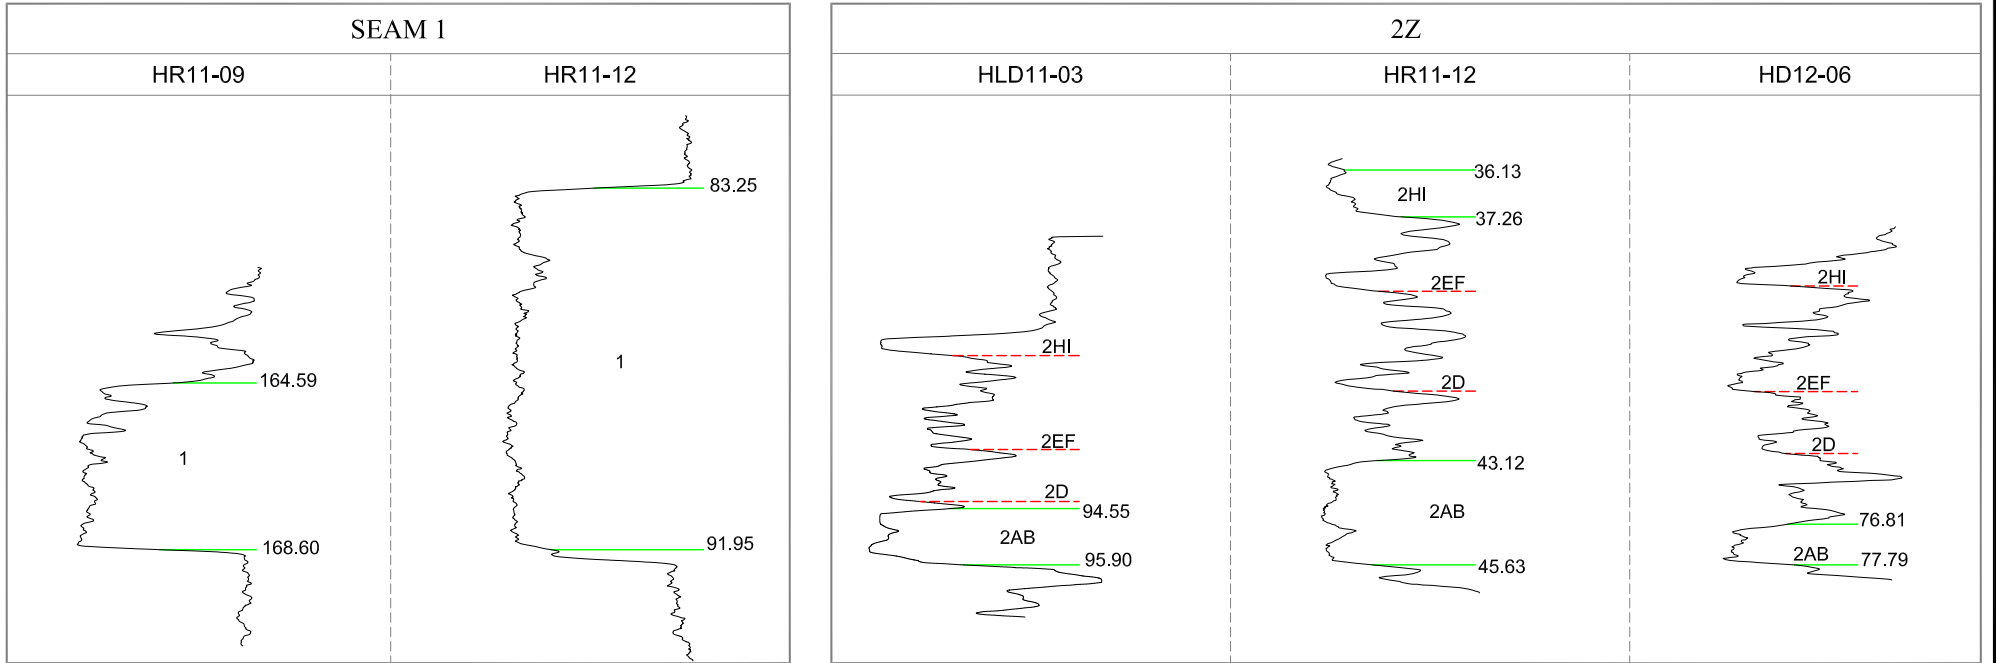 SEAM 1
HR11-09
HR11-12
83.25
164.59
1
1
168.60
91.95
2Z
HLD11-03
HR11-12
HD12-06
2HI
2EF
2D
94.55
2AB
95.90
36.13
2HI
37.26
2EF
2D
43.12
2AB
45.63
2HI
2EF
2D
76.81
2AB
77.79